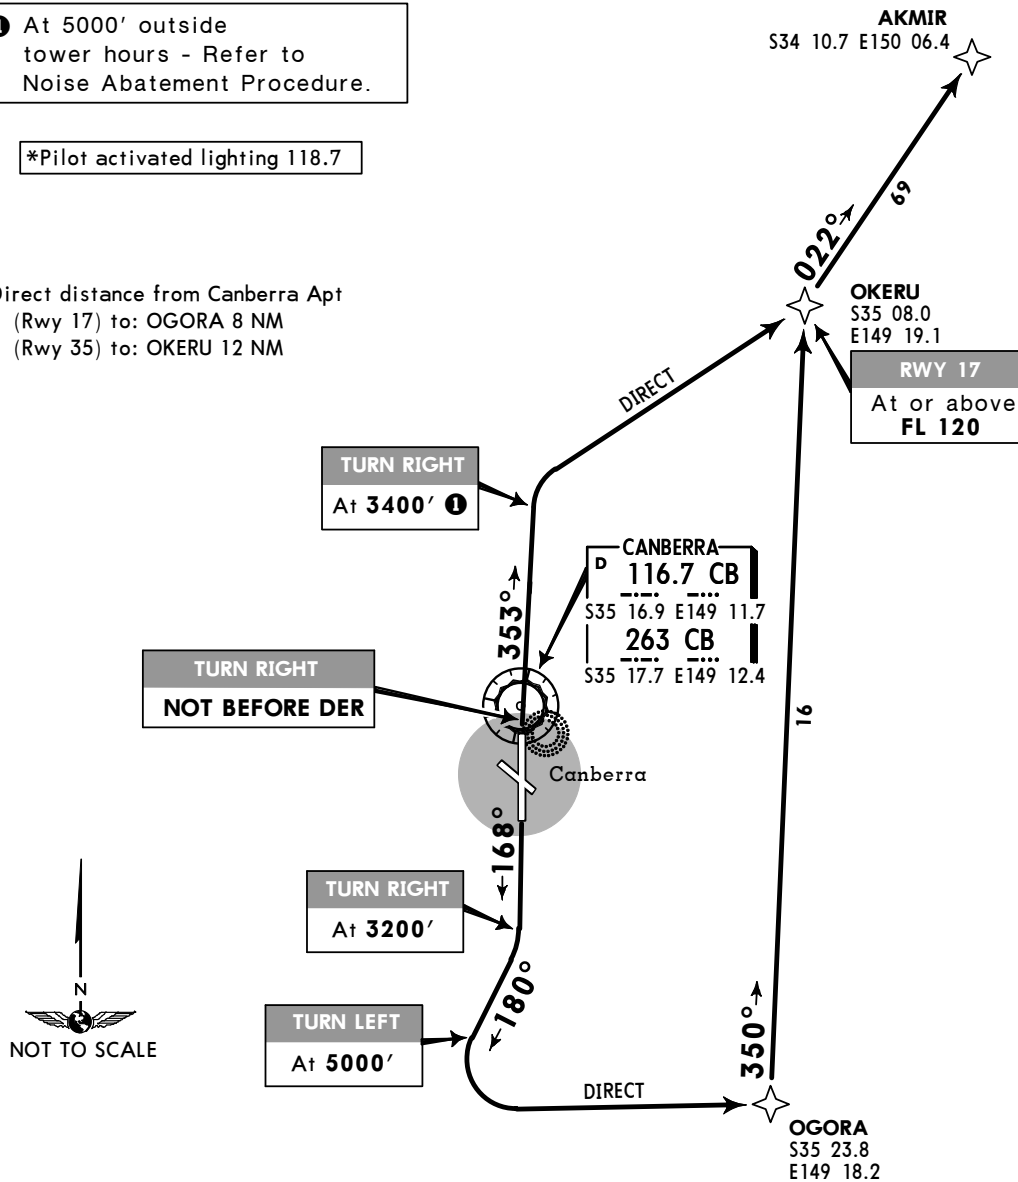 ❶ At 5000' outside
tower hours - Refer to
Noise Abatement Procedure.
*Pilot activated lighting 118.7
Direct distance from Canberra Apt
(Rwy 17) to: OGORA 8 NM
(Rwy 35) to: OKERU 12 NM
AKMIR
S34 10.7 E150 06.4
69
022°
OKERU
S35 08.0
E149 19.1
RWY 17
At or above
FL 120
DIRECT
TURN RIGHT
At 3400' ❶
353°
CANBERRA
D 116.7 CB
S35 16.9 E149 11.7
263 CB
S35 17.7 E149 12.4
TURN RIGHT
NOT BEFORE DER
Canberra
16
168°
TURN RIGHT
At 3200'
180°
TURN LEFT
At 5000'
N
NOT TO SCALE
DIRECT
350°
OGORA
S35 23.8
E149 18.2